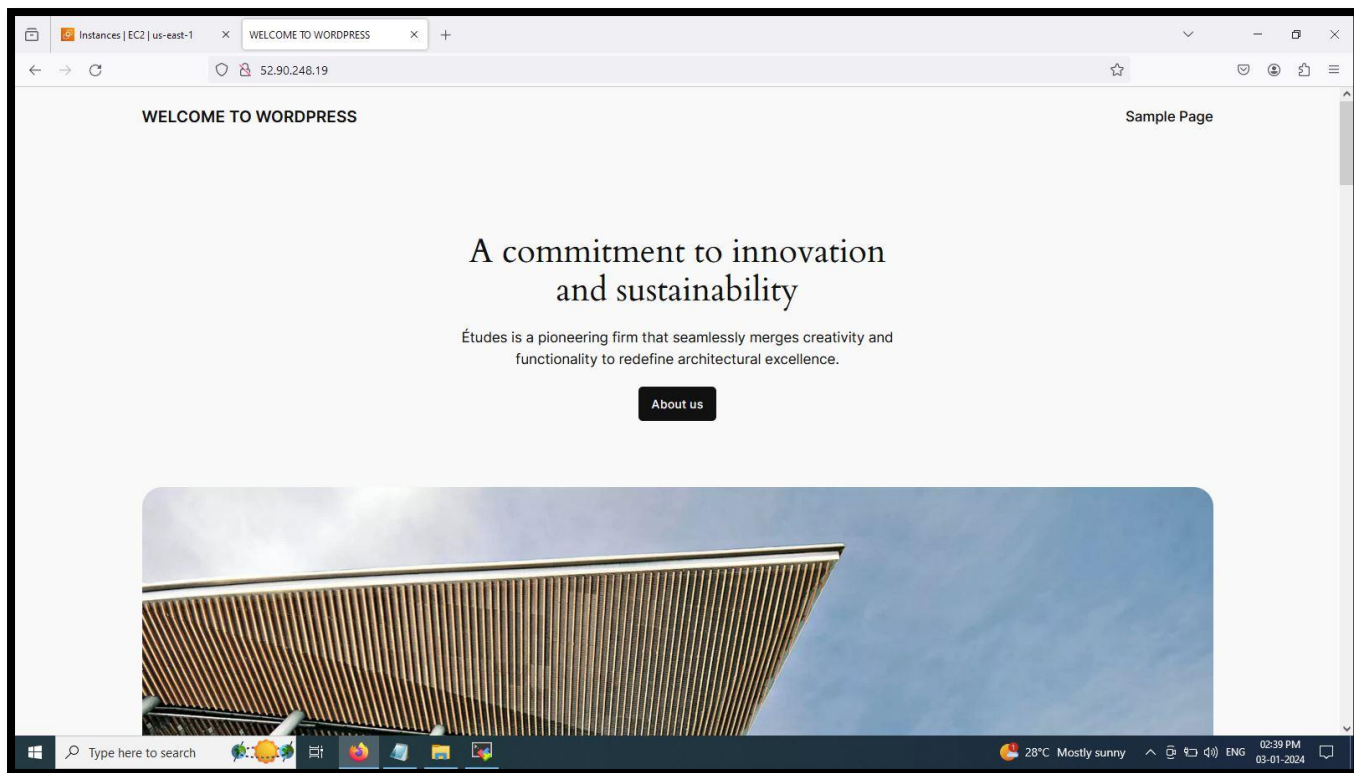 Instances | EC2 | us-east-1
WELCOME TO WORDPRESS
52.90.248.19
WELCOME TO WORDPRESS
Sample Page
A commitment to innovation
and sustainability
Études is a pioneering firm that seamlessly merges creativity and
functionality to redefine architectural excellence.
About us
Type here to search
28°C Mostly sunny
ENG
02:39 PM
03-01-2024